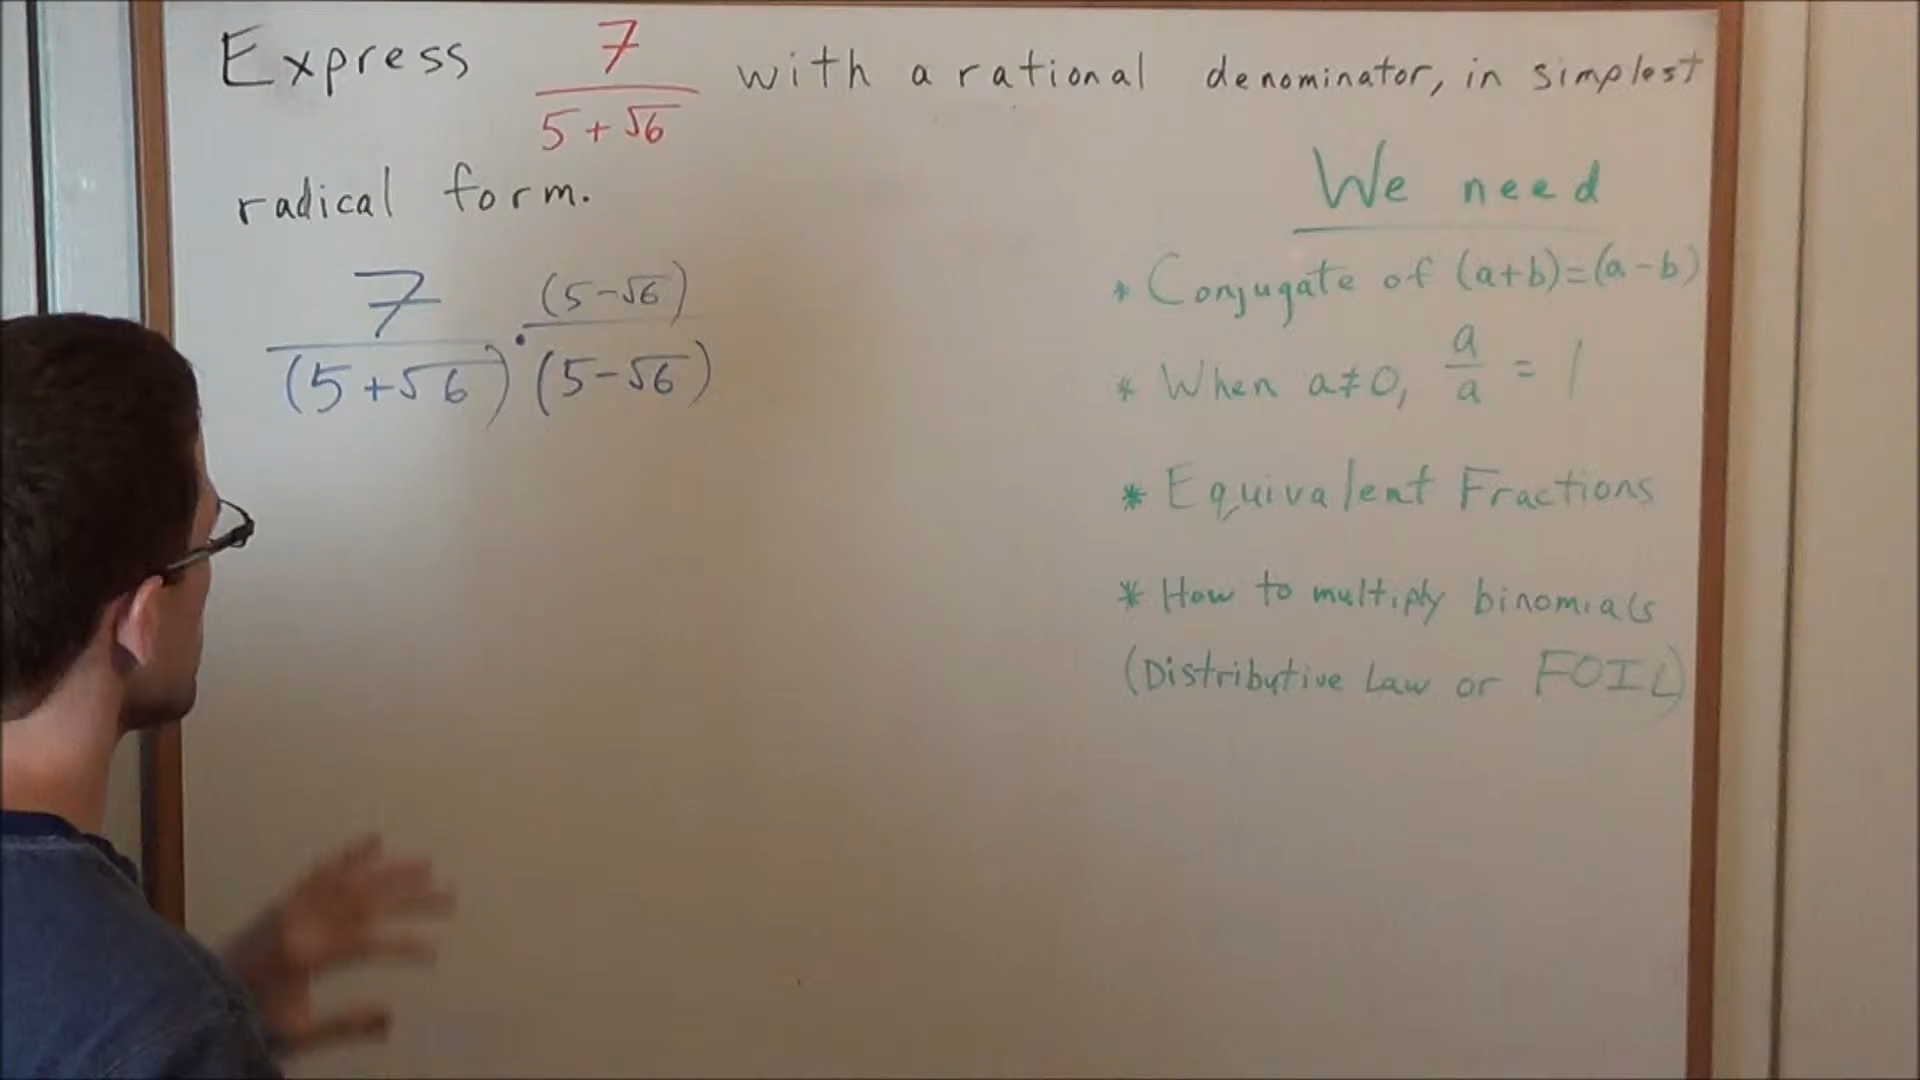 Express 7/(5+√6) with a rational denominator, in simplest
radical form.
7/(5+√6) · (5-√6)/(5-√6)
We need
* Conjugate of (a+b)=(a-b)
* When a≠0, a/a = 1
* Equivalent Fractions
* How to multiply binomials
(Distributive Law or FOIL)